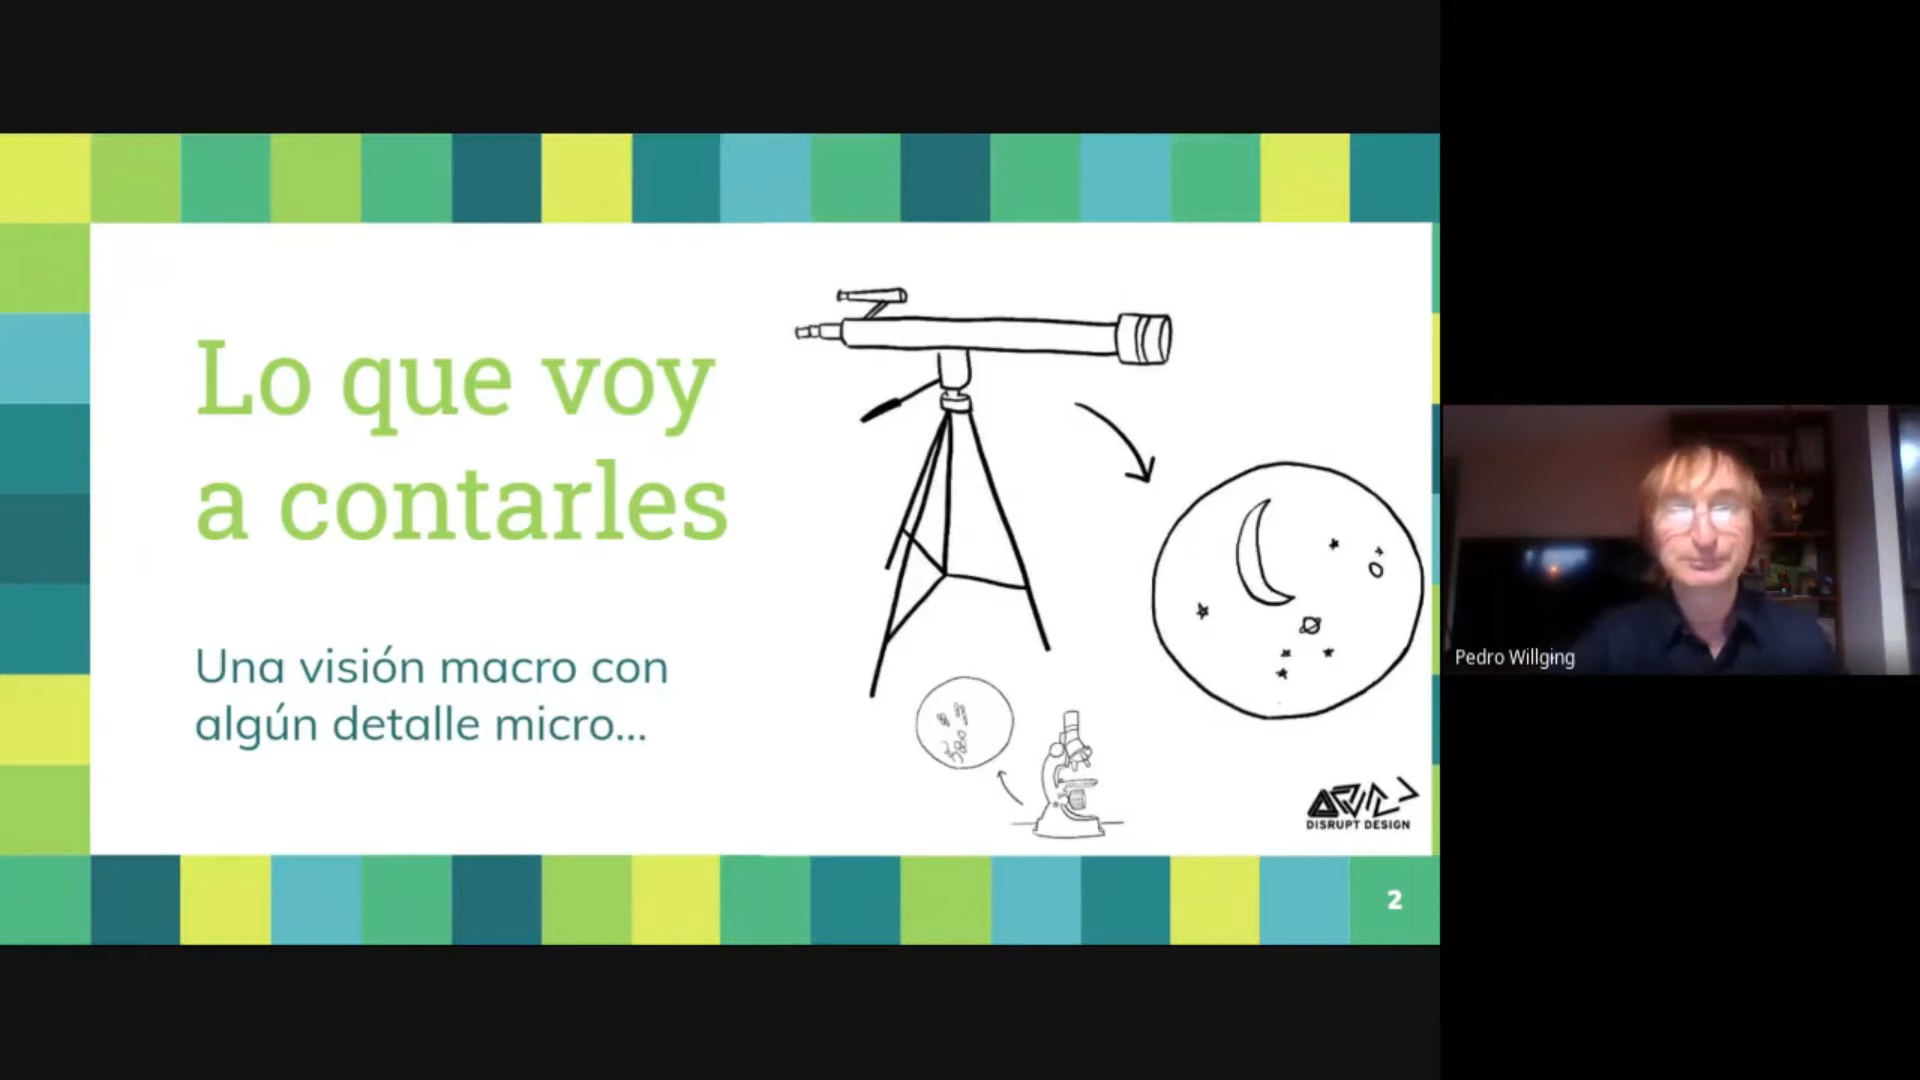 Lo que voy
a contarles
Una visión macro con
algún detalle micro...
DISRUPT DESIGN
2
Pedro Willging